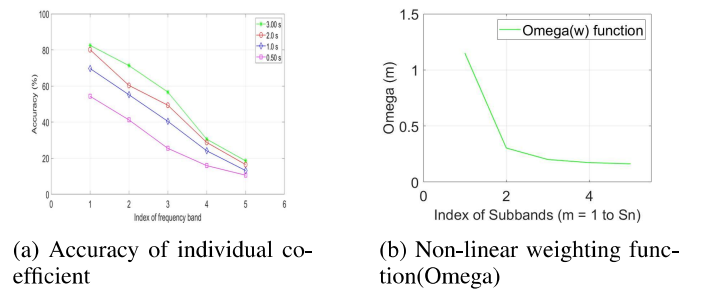 100
80
60
40
20
0
0 1 2 3 4 5 6
Accuracy (%)
Index of frequency band
3.00 s
2.0 s
1.0 s
0.50 s
(a) Accuracy of individual co-
efficient
1.5
1
0.5
0
0 2 4
Omega (m)
Index of Subbands (m = 1 to Sn)
Omega(w) function
(b) Non-linear weighting func-
tion(Omega)